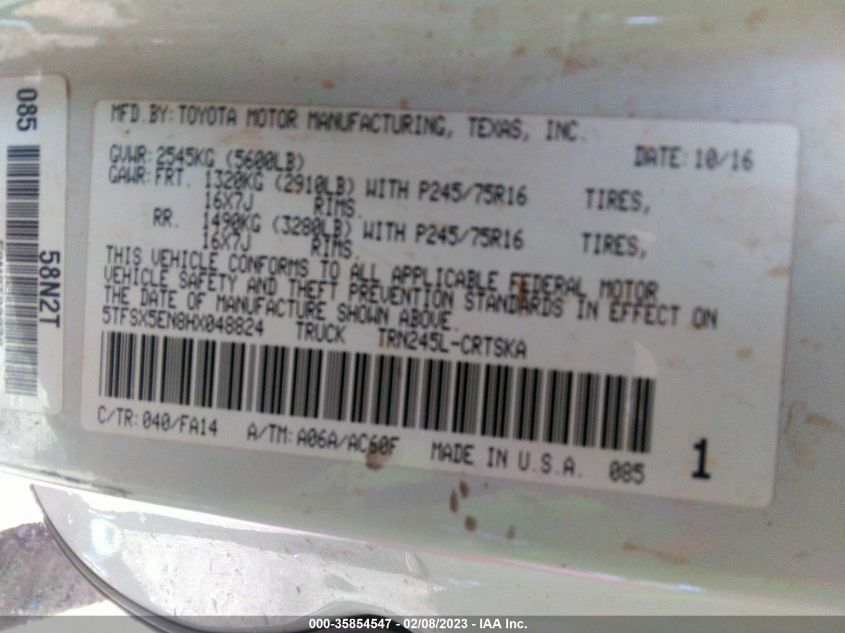 085
58N2T
MFD.BY:TOYOTA MOTOR MANUFACTURING, TEXAS, INC.
GVWR:2545KG (5600LB) DATE:10/16
GAWR:FRT. 1320KG (2910LB) WITH P245/75R16 TIRES,
16X7J RIMS.
RR. 1490KG (3280LB) WITH P245/75R16 TIRES,
16X7J RIMS.
THIS VEHICLE CONFORMS TO ALL APPLICABLE FEDERAL MOTOR
VEHICLE SAFETY AND THEFT PREVENTION STANDARDS IN EFFECT ON
THE DATE OF MANUFACTURE SHOWN ABOVE.
5TFSX5EN8HX048824 TRUCK TRN245L-CRTSKA
C/TR:040/FA14 A/TM:A06A/AC60F MADE IN U.S.A. 085 1
000-35854547 - 02/08/2023 - IAA Inc.